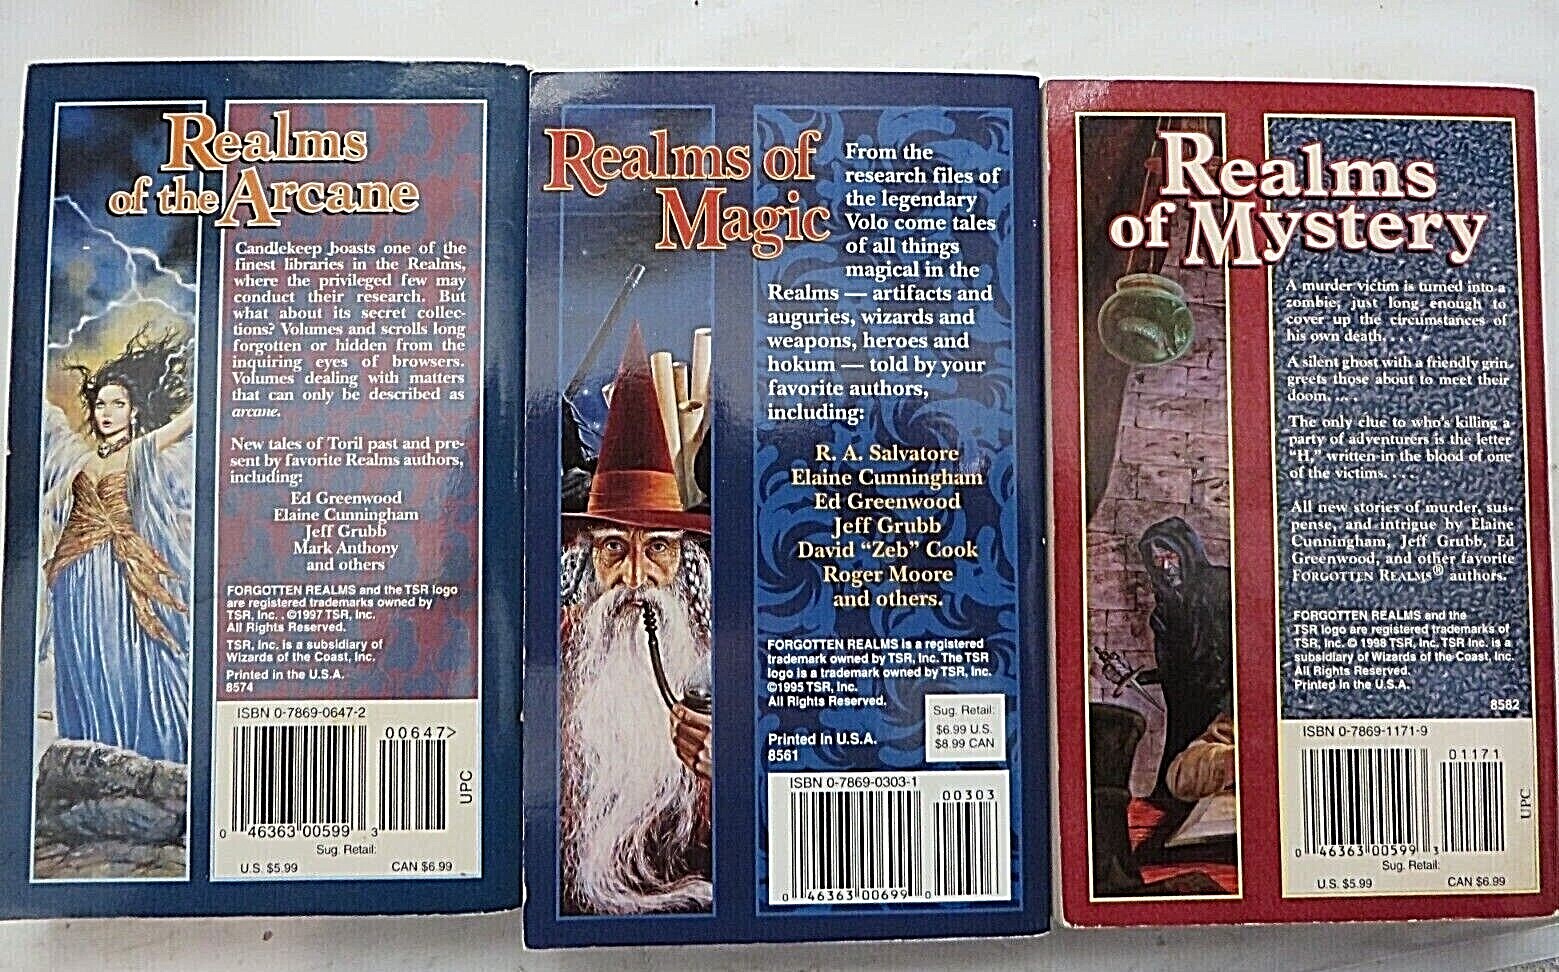 Realms
of the Arcane
Candlekeep boasts one of the
finest libraries in the Realms,
where the privileged few may
conduct their research. But
what about its secret collec-
tions? Volumes and scrolls long
forgotten or hidden from the
inquiring eyes of browsers.
Volumes dealing with matters
that can only be described as
arcane.
New tales of Toril past and pre-
sent by favorite Realms authors,
including:
Ed Greenwood
Elaine Cunningham
Jeff Grubb
Mark Anthony
and others
FORGOTTEN REALMS and the TSR logo
are registered trademarks owned by
TSR, Inc. . ©1997 TSR, Inc.
All Rights Reserved.
TSR, Inc. is a subsidiary of
Wizards of the Coast, Inc.
Printed in the U.S.A.
8574
ISBN 0-7869-0647-2
00647>
0 46363 00599 3
UPC
Sug. Retail:
U.S. $5.99 CAN $6.99
Realms of
Magic
From the
research files of
the legendary
Volo come tales
of all things
magical in the
Realms — artifacts and
auguries, wizards and
weapons, heroes and
hokum — told by your
favorite authors,
including:
R. A. Salvatore
Elaine Cunningham
Ed Greenwood
Jeff Grubb
David “Zeb” Cook
Roger Moore
and others.
FORGOTTEN REALMS is a registered
trademark owned by TSR, Inc. The TSR
logo is a trademark owned by TSR, Inc.
©1995 TSR, Inc.
All Rights Reserved.
Sug. Retail:
$6.99 U.S.
$8.99 CAN
Printed in U.S.A.
8561
ISBN 0-7869-0303-1
00303
0 46363 00699 0
Realms
of Mystery
A murder victim is turned into a
zombie, just long enough to
cover up the circumstances of
his own death. . . .
A silent ghost with a friendly grin,
greets those about to meet their
doom. . . .
The only clue to who's killing a
party of adventurers is the letter
“H,” written in the blood of one
of the victims. . . .
All new stories of murder, sus-
pense, and intrigue by Elaine
Cunningham, Jeff Grubb, Ed
Greenwood, and other favorite
FORGOTTEN REALMS® authors.
FORGOTTEN REALMS and the
TSR logo are registered trademarks of
TSR, Inc. © 1998 TSR, Inc. TSR Inc. is a
subsidiary of Wizards of the Coast, Inc.
All Rights Reserved.
Printed in the U.S.A.
8582
ISBN 0-7869-1171-9
01171
0 46363 00599 3
UPC
Sug. Retail:
U.S. $5.99 CAN $6.99